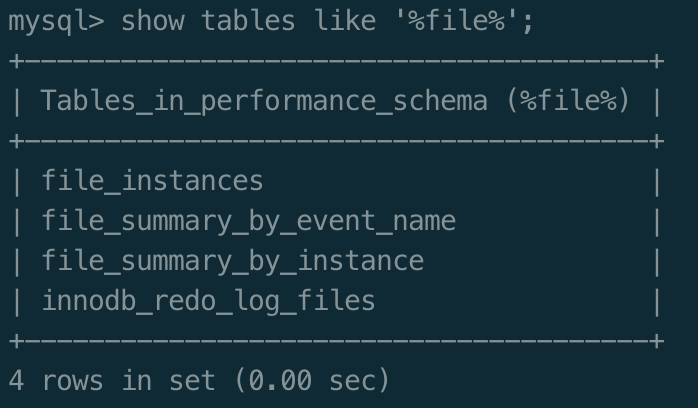 mysql> show tables like '%file%';
+---------------------------------------+
| Tables_in_performance_schema (%file%) |
+---------------------------------------+
| file_instances                        |
| file_summary_by_event_name            |
| file_summary_by_instance              |
| innodb_redo_log_files                 |
+---------------------------------------+
4 rows in set (0.00 sec)